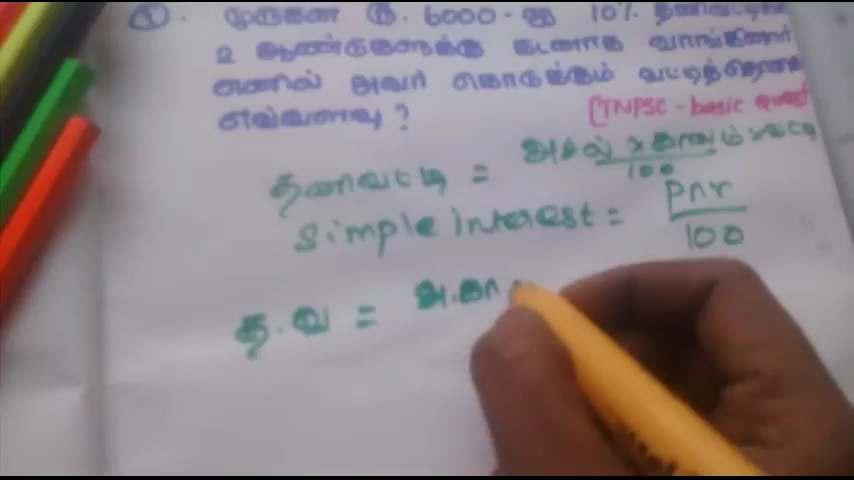 1. முருகன் ரூ. 6000-ஐ 10% தனிவட்டிக்கு
2 ஆண்டுகளுக்கு கடனாக வாங்கினார்
எனில் அவர் கொடுக்கும் வட்டித்தொகை
எவ்வளவு?
[TNPSC - basic
தனிவட்டி = அசல் x காலம் x வட்டி
100
Simple Interest = pnr
100
த.வ = அ.கா